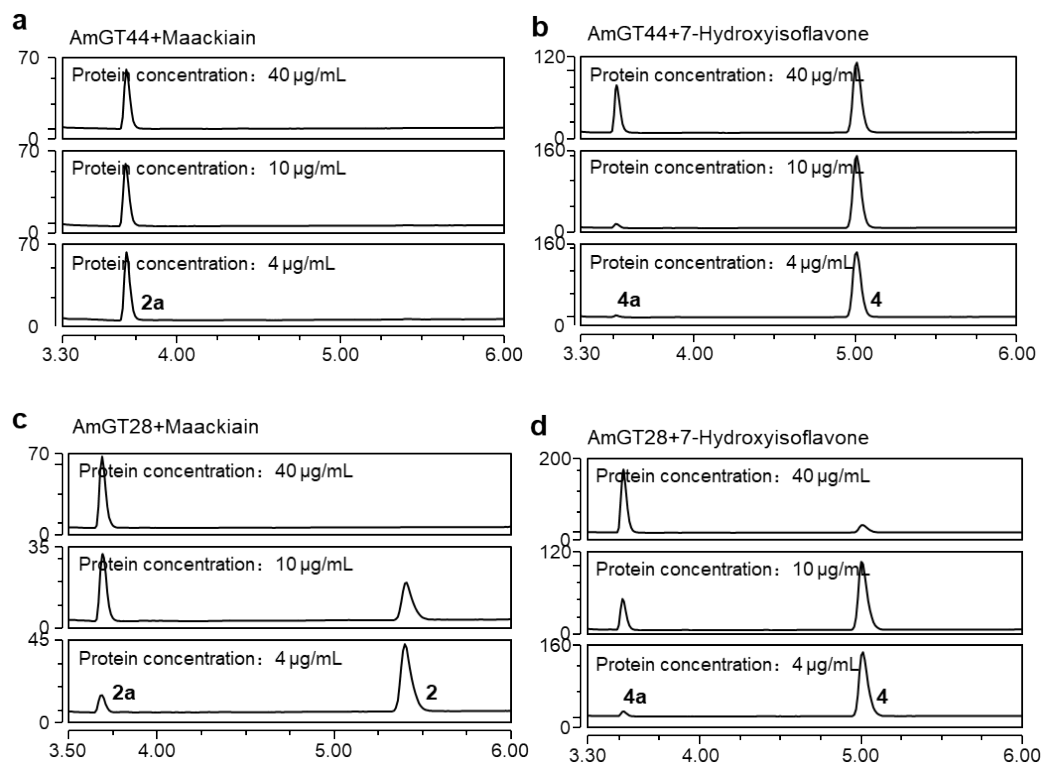 a
AmGT44+Maackiain
70
Protein concentration：40 μg/mL
0
70
Protein concentration：10 μg/mL
0
70
Protein concentration：4 μg/mL
2a
0
3.30 4.00 5.00 6.00
b
AmGT44+7-Hydroxyisoflavone
120
Protein concentration：40 μg/mL
0
160
Protein concentration：10 μg/mL
0
160
Protein concentration：4 μg/mL
4a 4
0
3.30 4.00 5.00 6.00
c
AmGT28+Maackiain
70
Protein concentration：40 μg/mL
0
35
Protein concentration：10 μg/mL
0
45
Protein concentration：4 μg/mL
2a 2
0
3.50 4.00 5.00 6.00
d
AmGT28+7-Hydroxyisoflavone
200
Protein concentration：40 μg/mL
0
120
Protein concentration：10 μg/mL
0
160
Protein concentration：4 μg/mL
4a 4
0
3.30 4.00 5.00 6.00